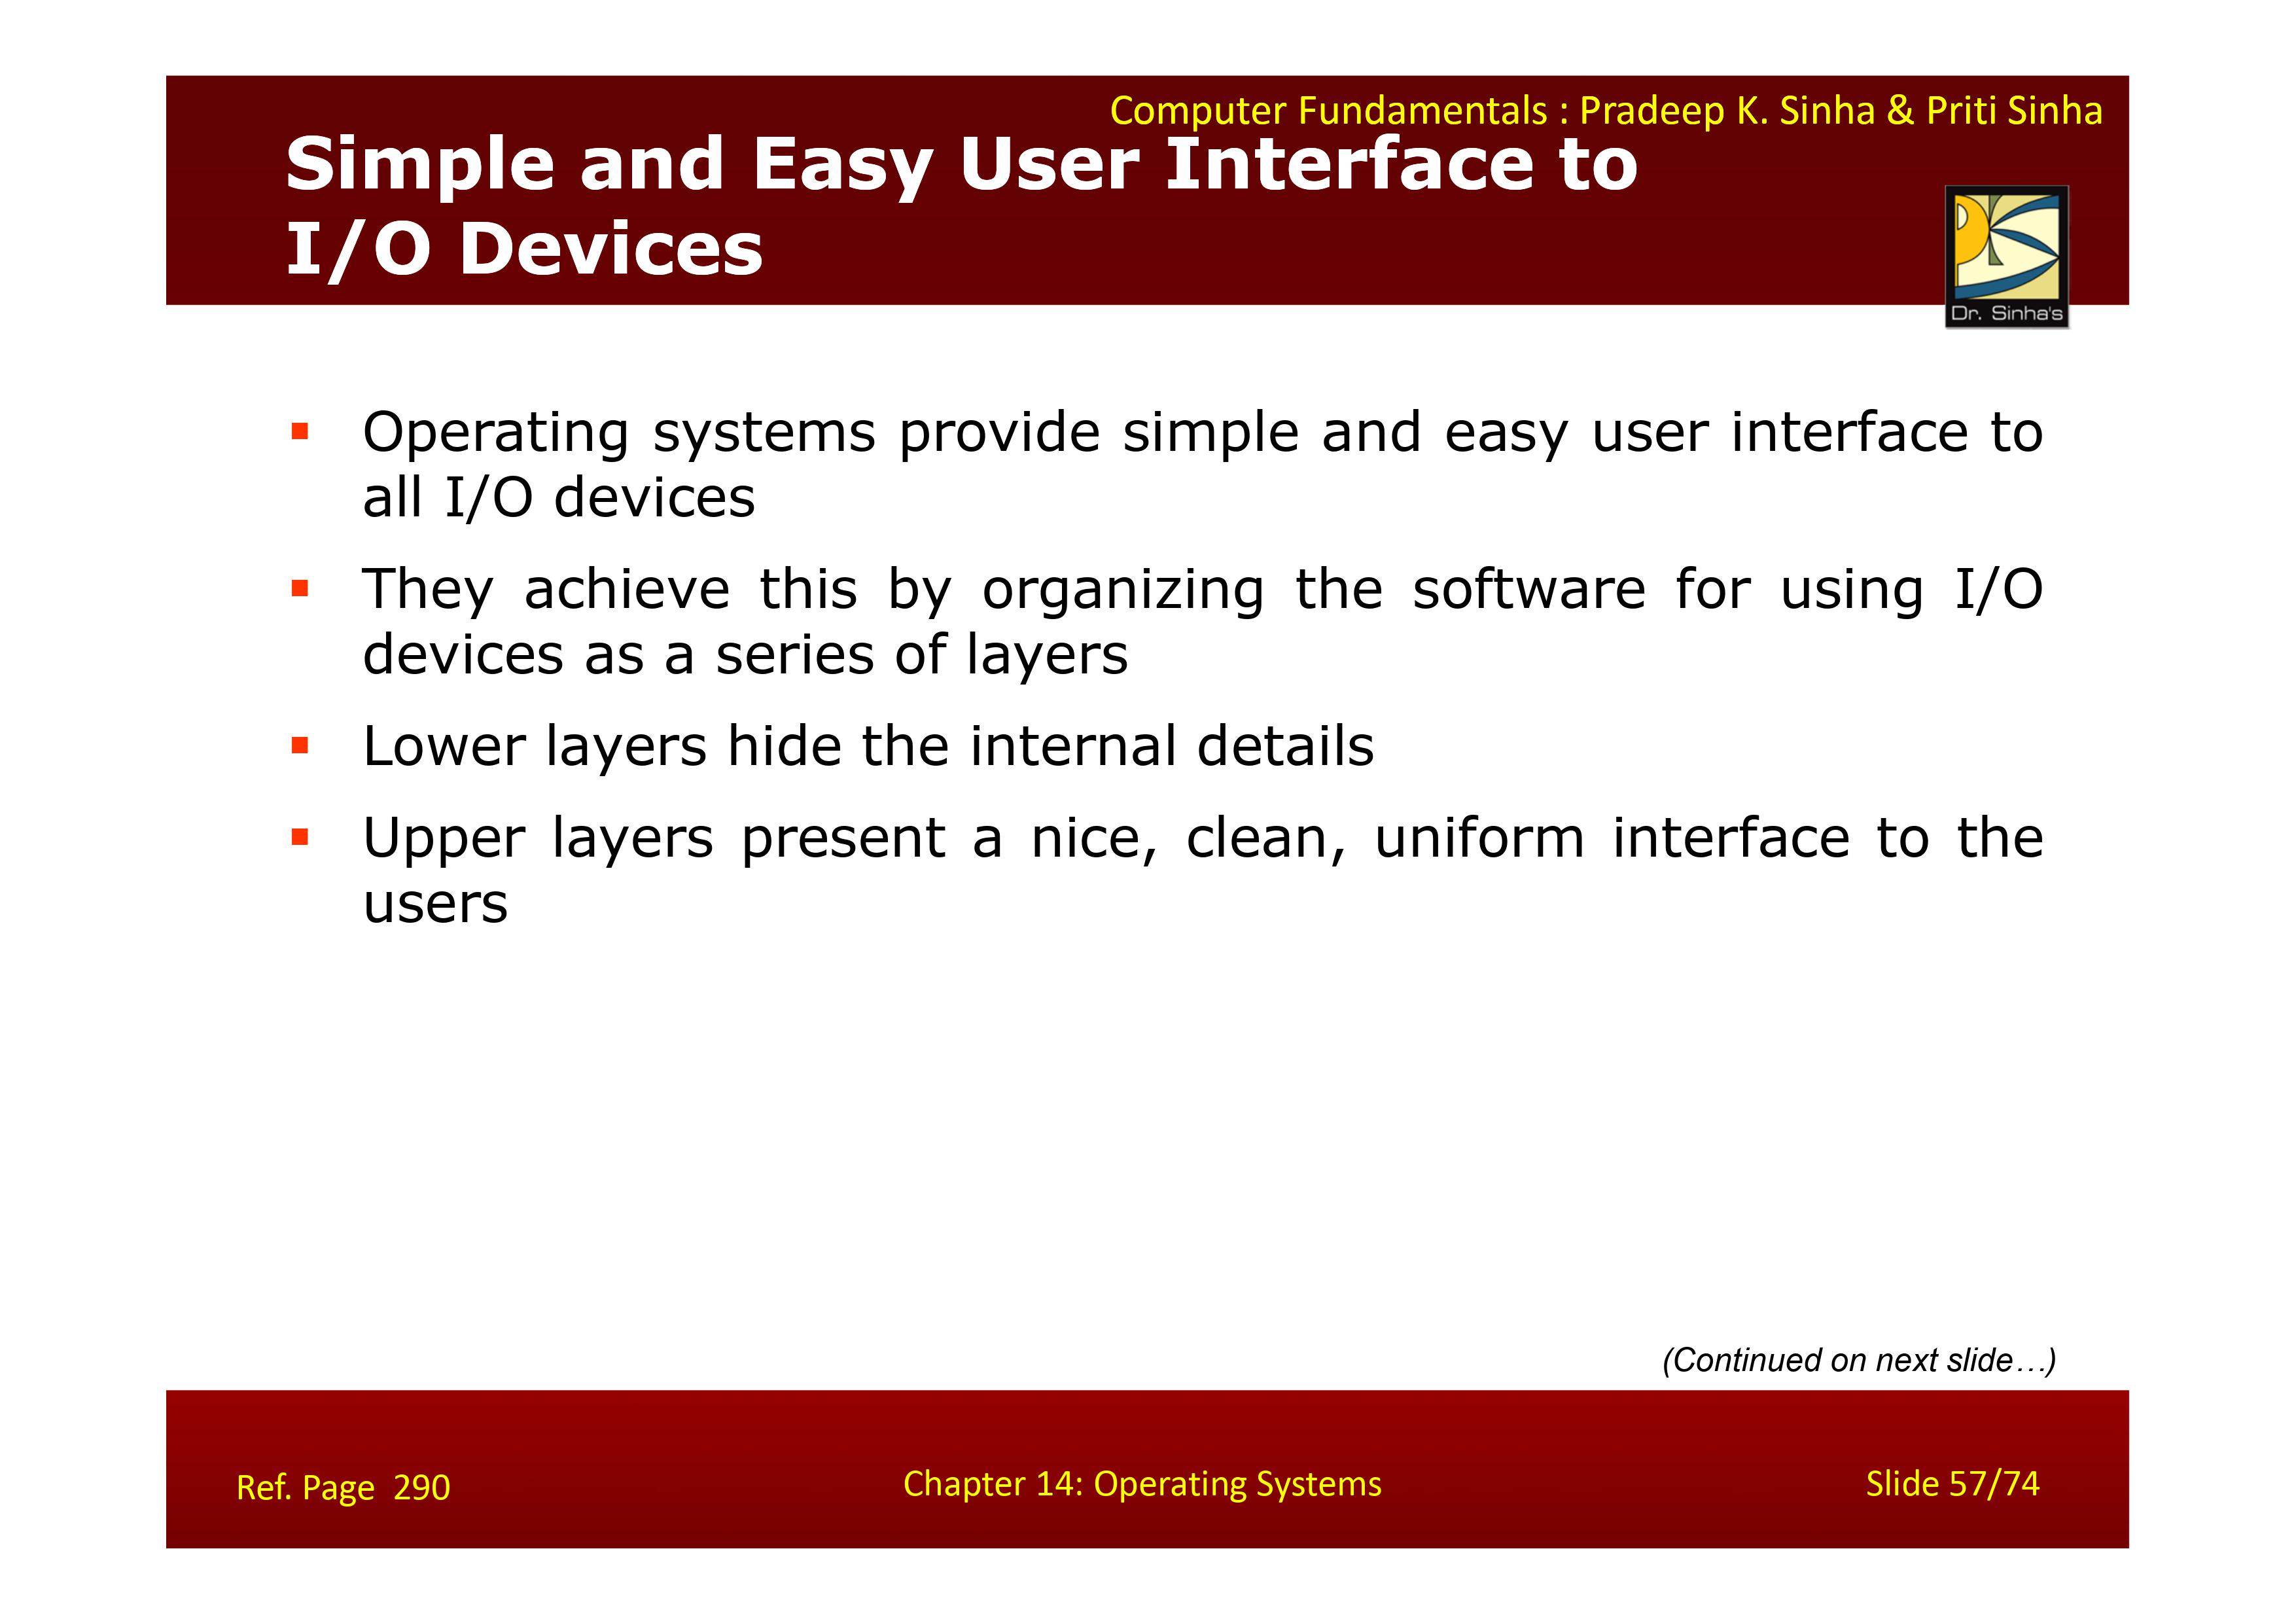 Computer Fundamentals : Pradeep K. Sinha & Priti Sinha
Simple and Easy User Interface to
I/O Devices
Dr. Sinha's
▪ Operating systems provide simple and easy user interface to
all I/O devices
▪ They achieve this by organizing the software for using I/O
devices as a series of layers
▪ Lower layers hide the internal details
▪ Upper layers present a nice, clean, uniform interface to the
users
(Continued on next slide…)
Ref. Page 290
Chapter 14: Operating Systems
Slide 57/74